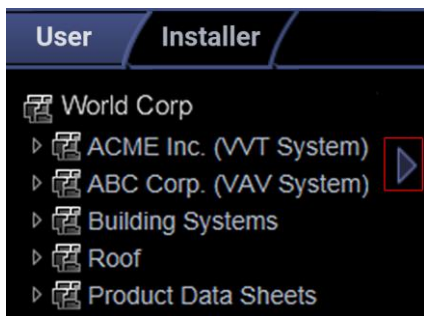 User Installer
World Corp
ACME Inc. (VVT System)
ABC Corp. (VAV System)
Building Systems
Roof
Product Data Sheets